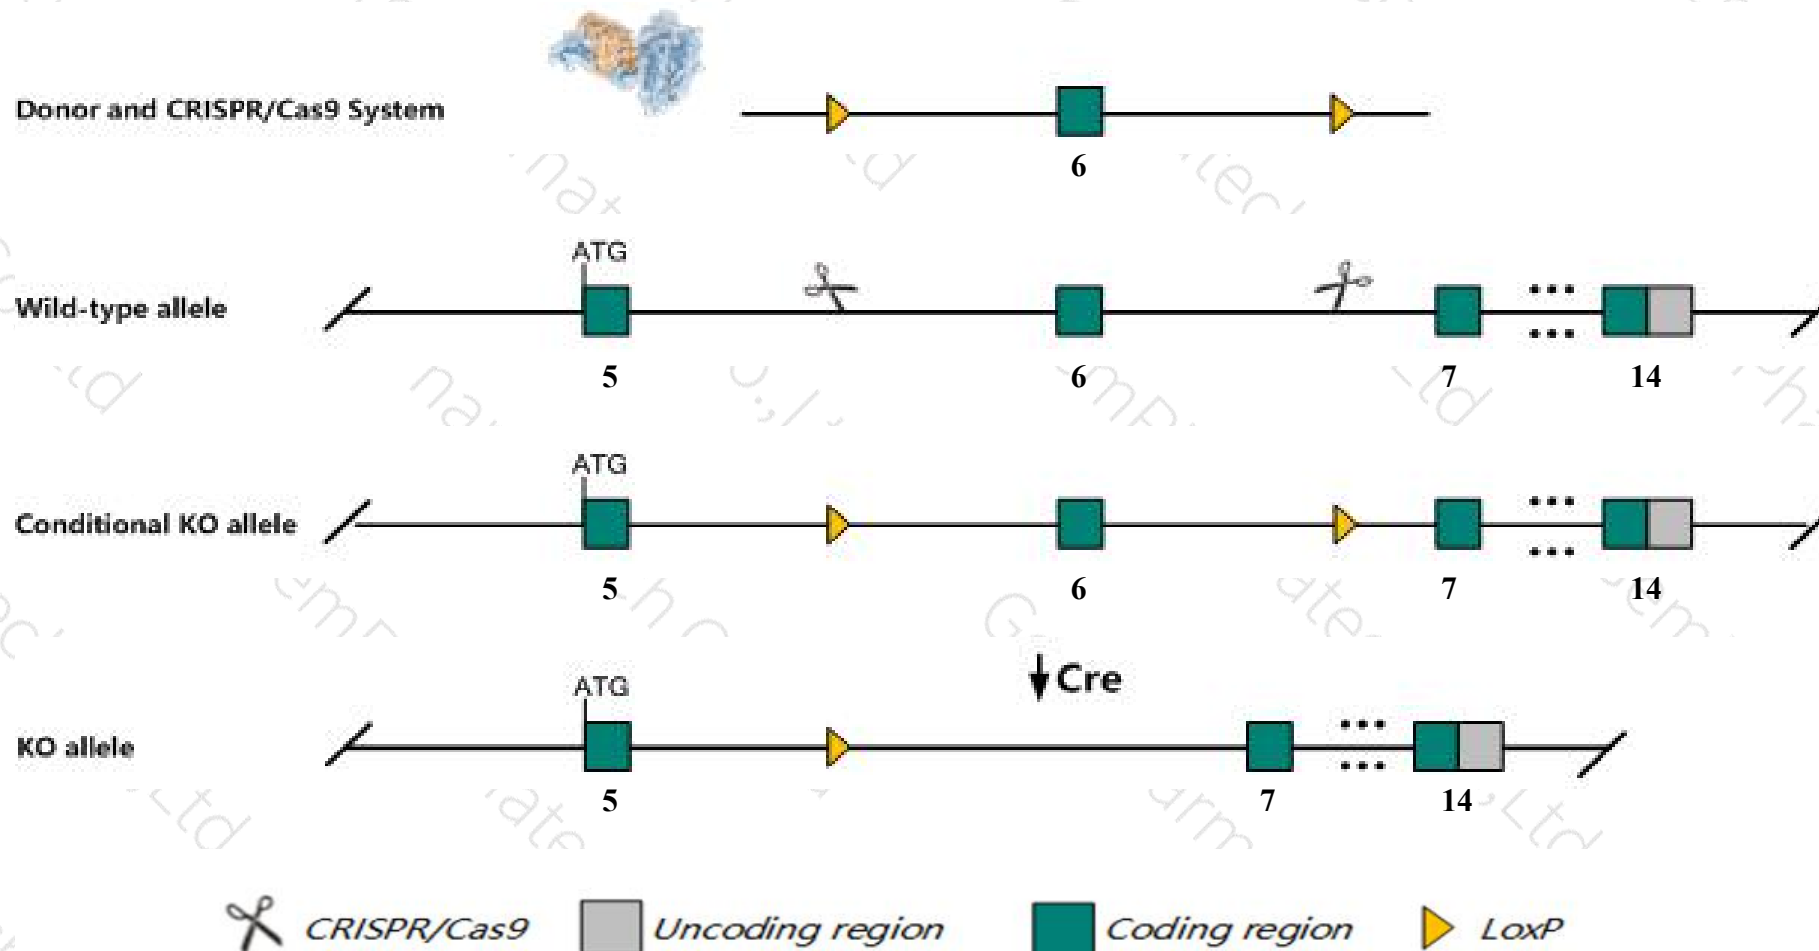 Donor and CRISPR/Cas9 System
6
ATG
Wild-type allele
5 6 7 14
ATG
Conditional KO allele
5 6 7 14
Cre
ATG
KO allele
5 7 14
CRISPR/Cas9 Uncoding region Coding region LoxP